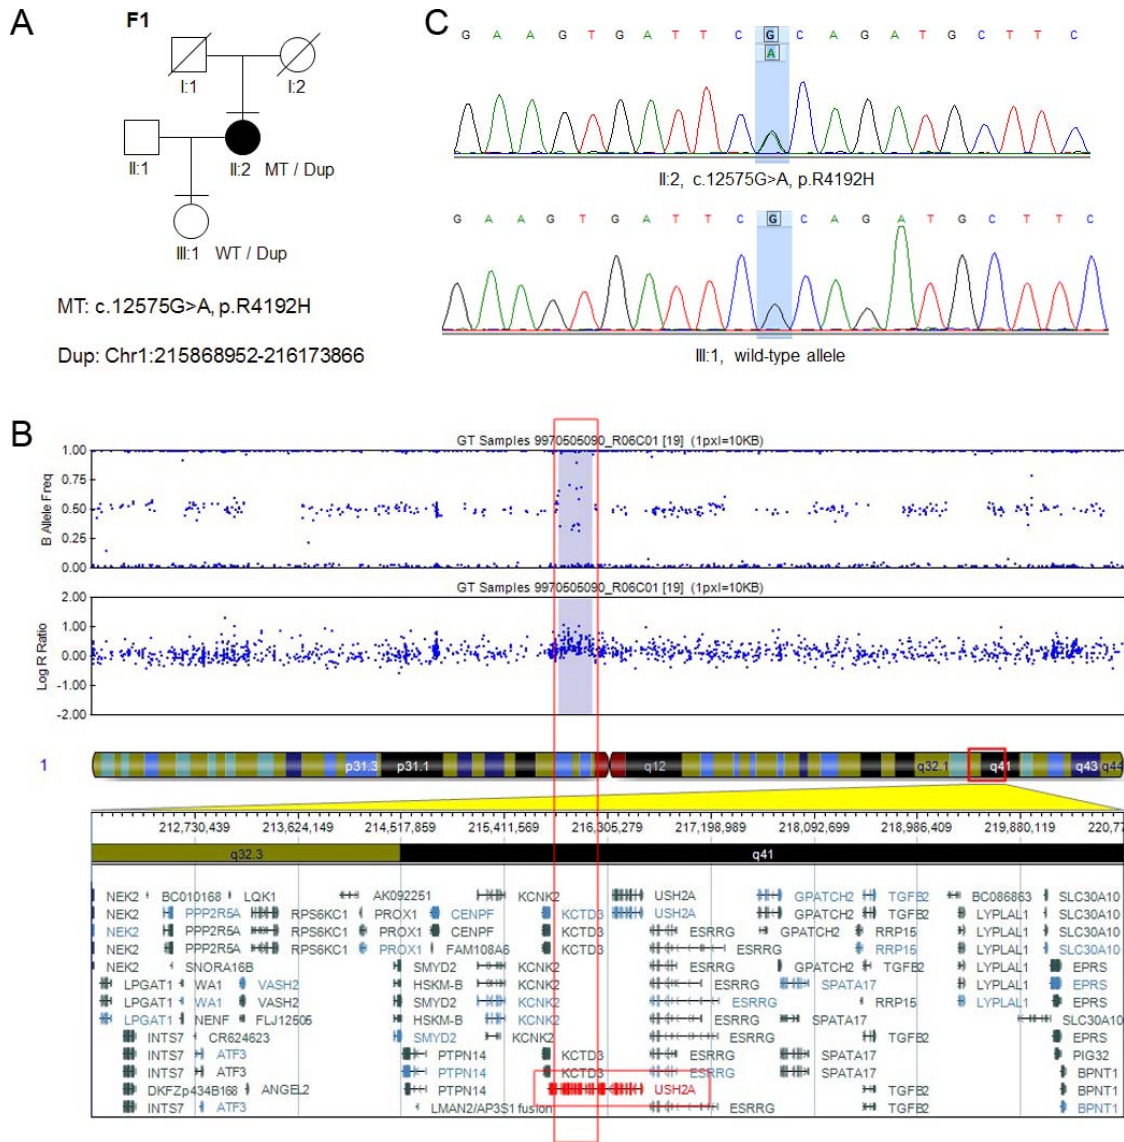 A
F1
I:1
I:2
II:1
II:2 MT / Dup
III:1 WT / Dup
MT: c.12575G>A, p.R4192H
Dup: Chr1:215868952-216173866
C
G A A G T G A T T C G C A G A T G C T T C
A
II:2, c.12575G>A, p.R4192H
G A A G T G A T T C G C A G A T G C T T C
III:1, wild-type allele
B
GT Samples 9970505090_R06C01 [19] (1pxl=10KB)
B Allele Freq
1.00
0.75
0.50
0.25
0.00
GT Samples 9970505090_R06C01 [19] (1pxl=10KB)
Log R Ratio
2.00
1.00
0.00
-1.00
-2.00
1 p31.3 p31.1 q12 q32.1 q41 q43 q44
212,730,439 213,624,149 214,517,859 215,411,569 216,305,279 217,198,989 218,092,699 218,986,409 219,880,119 220,77
q32.3 q41
NEK2 BC010168 LQK1 AK092251 KCNK2 USH2A GPATCH2 TGFB2 BC086863 SLC30A10
NEK2 PPP2R5A RPS6KC1 PROX1 CENPF KCTD3 USH2A GPATCH2 TGFB2 LYPLAL1 SLC30A10
NEK2 PPP2R5A RPS6KC1 PROX1 CENPF KCTD3 ESRRG GPATCH2 RRP15 LYPLAL1 SLC30A10
NEK2 PPP2R5A RPS6KC1 PROX1 FAM108A6 KCTD3 ESRRG TGFB2 RRP15 LYPLAL1 SLC30A10
NEK2 SNORA16B SMYD2 KCNK2 ESRRG GPATCH2 TGFB2 LYPLAL1 EPRS
LPGAT1 WA1 VASH2 HSKM-B KCNK2 ESRRG SPATA17 LYPLAL1 EPRS
LPGAT1 WA1 VASH2 SMYD2 KCNK2 ESRRG SPATA17 RRP15 LYPLAL1 EPRS
LPGAT1 NENF FLJ12505 HSKM-B KCNK2 ESRRG SPATA17 SLC30A10
INTS7 CR624623 SMYD2 KCNK2 ESRRG TGFB2 EPRS
INTS7 ATF3 PTPN14 KCTD3 ESRRG SPATA17 TGFB2 PIG32
INTS7 ATF3 PTPN14 KCTD3 ESRRG SPATA17 BPNT1
DKFZp434B168 ANGEL2 PTPN14 USH2A TGFB2 BPNT1
INTS7 ATF3 LMAN2/AP3S1 fusion ESRRG TGFB2 BPNT1